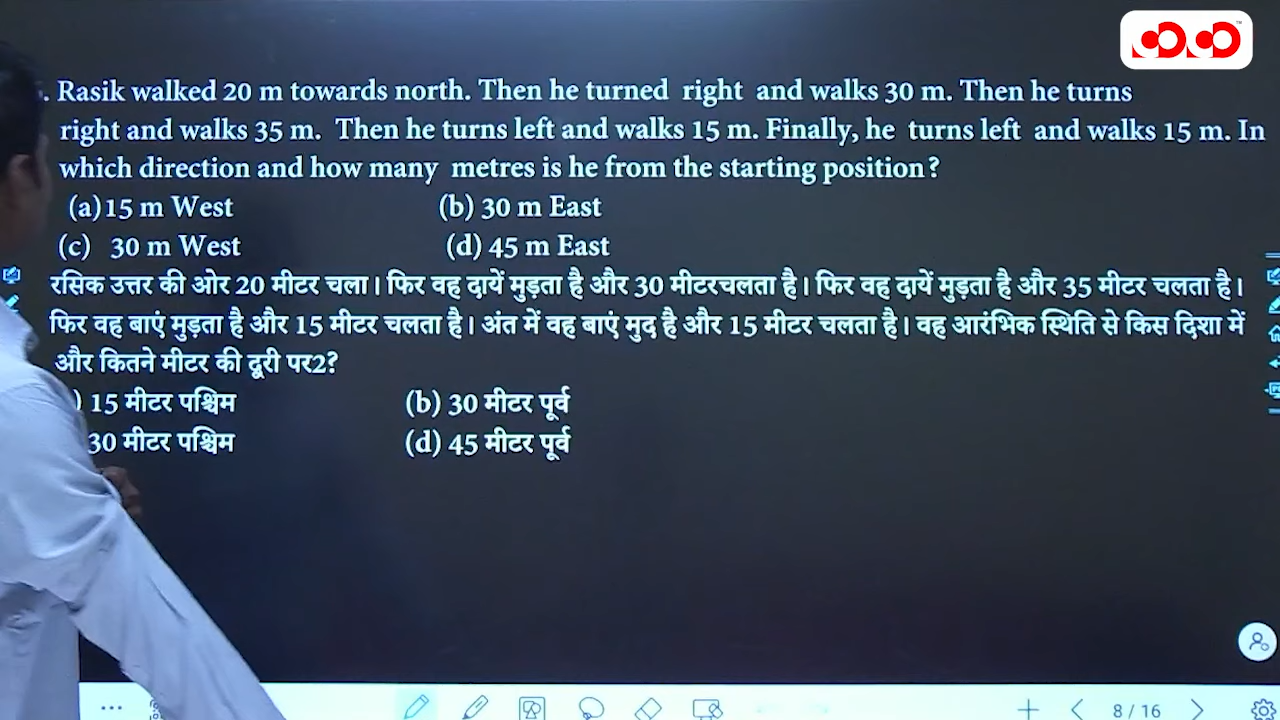 . Rasik walked 20 m towards north. Then he turned right and walks 30 m. Then he turns
right and walks 35 m. Then he turns left and walks 15 m. Finally, he turns left and walks 15 m. In
which direction and how many metres is he from the starting position?
(a) 15 m West (b) 30 m East
(c) 30 m West (d) 45 m East
रसिक उत्तर की ओर 20 मीटर चला। फिर वह दायें मुड़ता है और 30 मीटरचलता है। फिर वह दायें मुड़ता है और 35 मीटर चलता है।
फिर वह बाएं मुड़ता है और 15 मीटर चलता है। अंत में वह बाएं मुद है और 15 मीटर चलता है। वह आरंभिक स्थिति से किस दिशा में
और कितने मीटर की दूरी पर2?
) 15 मीटर पश्चिम (b) 30 मीटर पूर्व
30 मीटर पश्चिम (d) 45 मीटर पूर्व
8 / 16